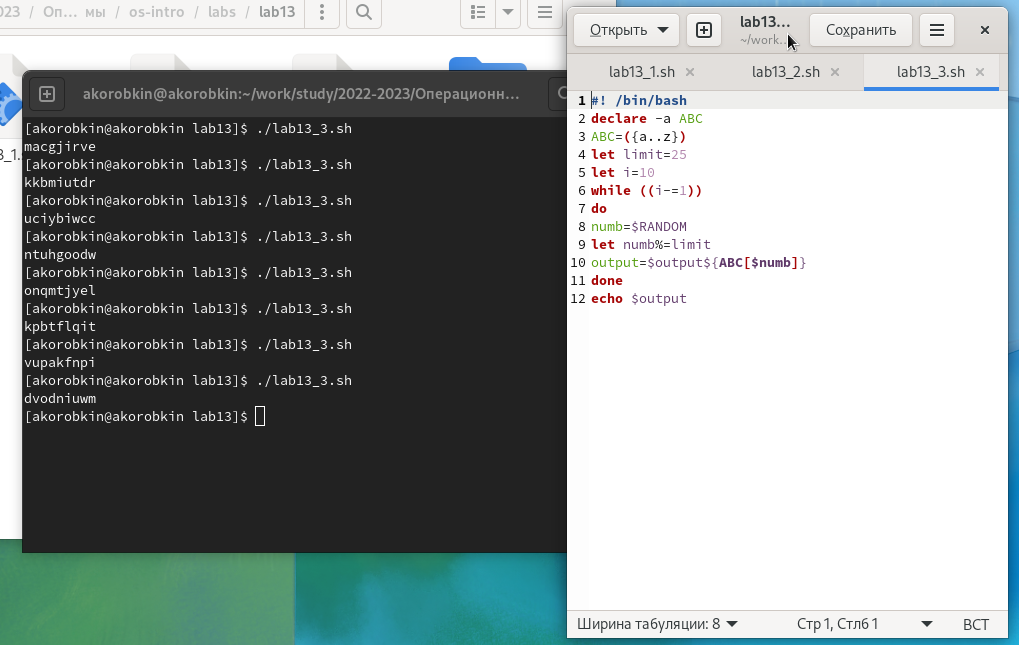 023 / Оп... мы / os-intro / labs / lab13
akorobkin@akorobkin:~/work/study/2022-2023/Операционн...
[akorobkin@akorobkin lab13]$ ./lab13_3.sh
macgjirve
[akorobkin@akorobkin lab13]$ ./lab13_3.sh
kkbmiutdr
[akorobkin@akorobkin lab13]$ ./lab13_3.sh
uciybiwcc
[akorobkin@akorobkin lab13]$ ./lab13_3.sh
ntuhgoodw
[akorobkin@akorobkin lab13]$ ./lab13_3.sh
onqmtjyel
[akorobkin@akorobkin lab13]$ ./lab13_3.sh
kpbtflqit
[akorobkin@akorobkin lab13]$ ./lab13_3.sh
vupakfnpi
[akorobkin@akorobkin lab13]$ ./lab13_3.sh
dvodniuwm
[akorobkin@akorobkin lab13]$
3_1.
Открыть
lab13...
~/work...
Сохранить
lab13_1.sh
lab13_2.sh
lab13_3.sh
1 #! /bin/bash
2 declare -a ABC
3 ABC=({a..z})
4 let limit=25
5 let i=10
6 while ((i-=1))
7 do
8 numb=$RANDOM
9 let numb%=limit
10 output=$output${ABC[$numb]}
11 done
12 echo $output
Ширина табуляции: 8
Стр 1, Стлб 1
ВСТ